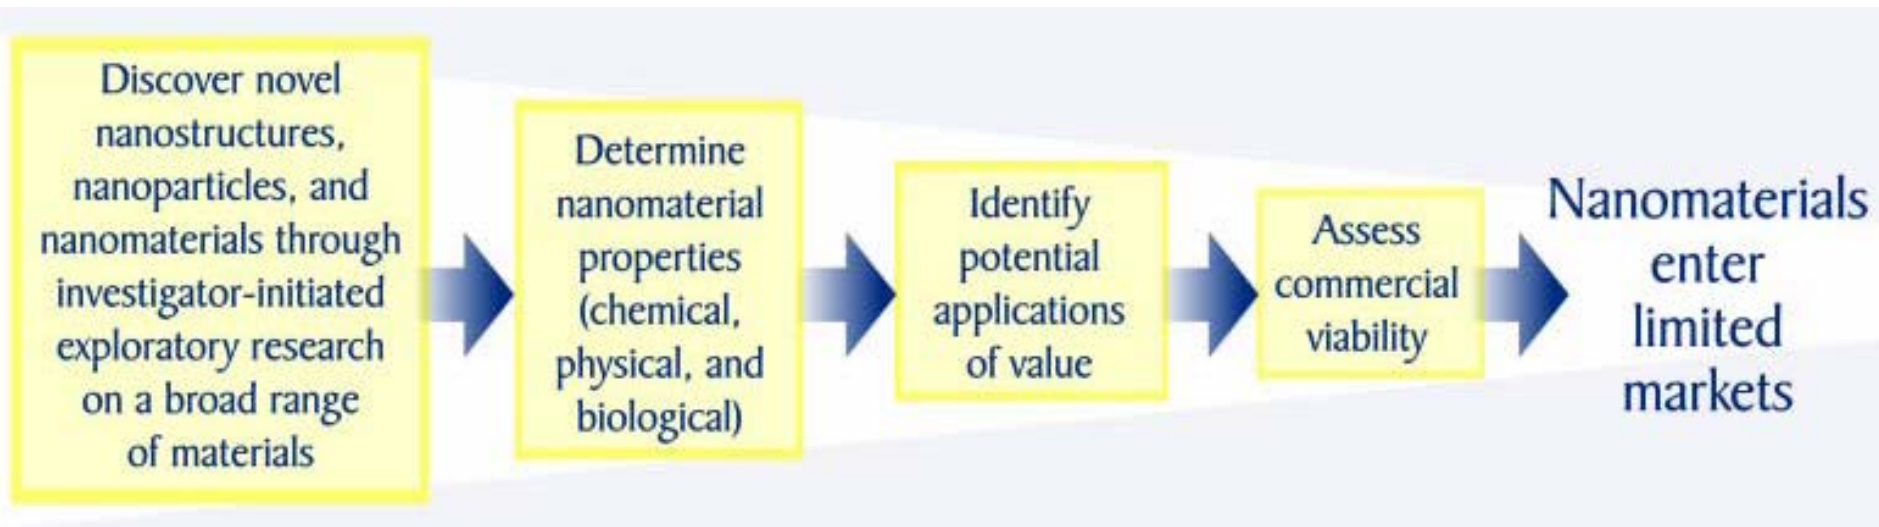 Discover novel
nanostructures,
nanoparticles, and
nanomaterials through
investigator-initiated
exploratory research
on a broad range
of materials
Determine
nanomaterial
properties
(chemical,
physical, and
biological)
Identify
potential
applications
of value
Assess
commercial
viability
Nanomaterials
enter
limited
markets